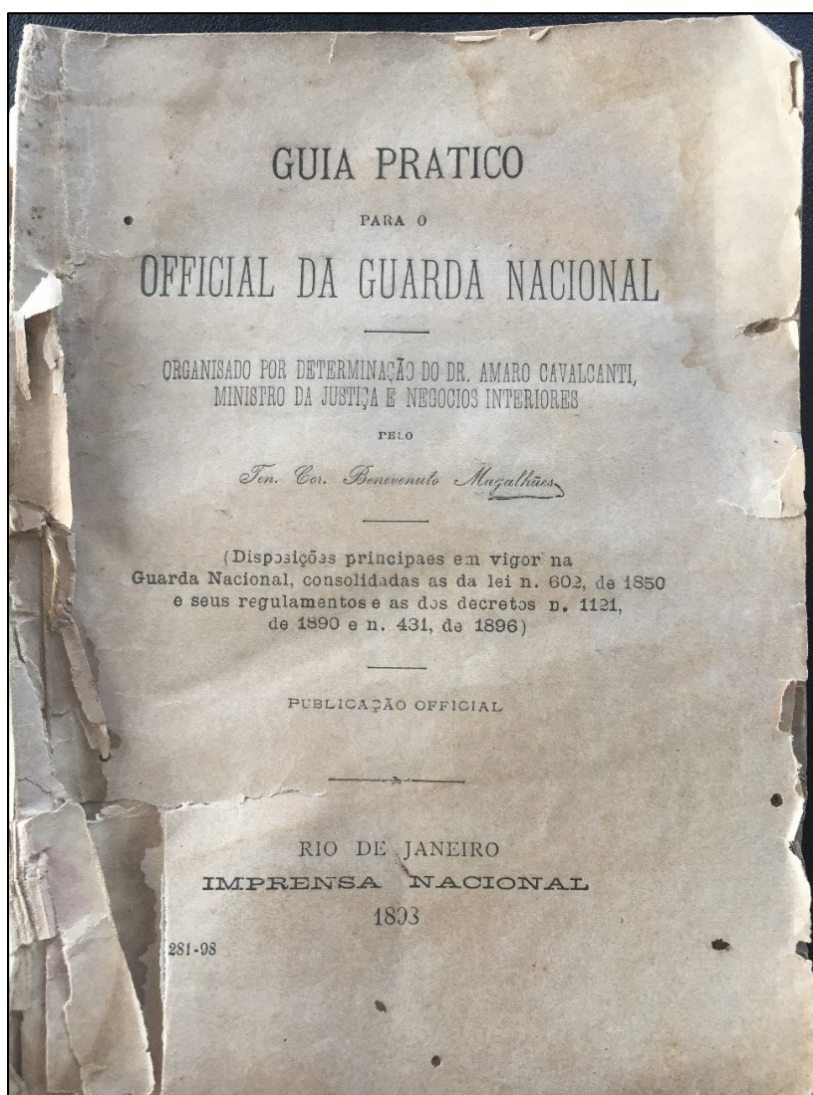 GUIA PRATICO
PARA O
OFFICIAL DA GUARDA NACIONAL
ORGANISADO POR DETERMINAÇÃO DO DR. AMARO CAVALCANTI,
MINISTRO DA JUSTIÇA E NEGOCIOS INTERIORES
PELO
Ten. Cor. Benevenuto Magalhães
(Disposições principaes em vigor na
Guarda Nacional, consolidadas as da lei n. 602, de 1850
e seus regulamentos e as dos decretos n. 1121,
de 1890 e n. 431, de 1896)
PUBLICAÇÃO OFFICIAL
RIO DE JANEIRO
IMPRENSA NACIONAL
1898
281-98